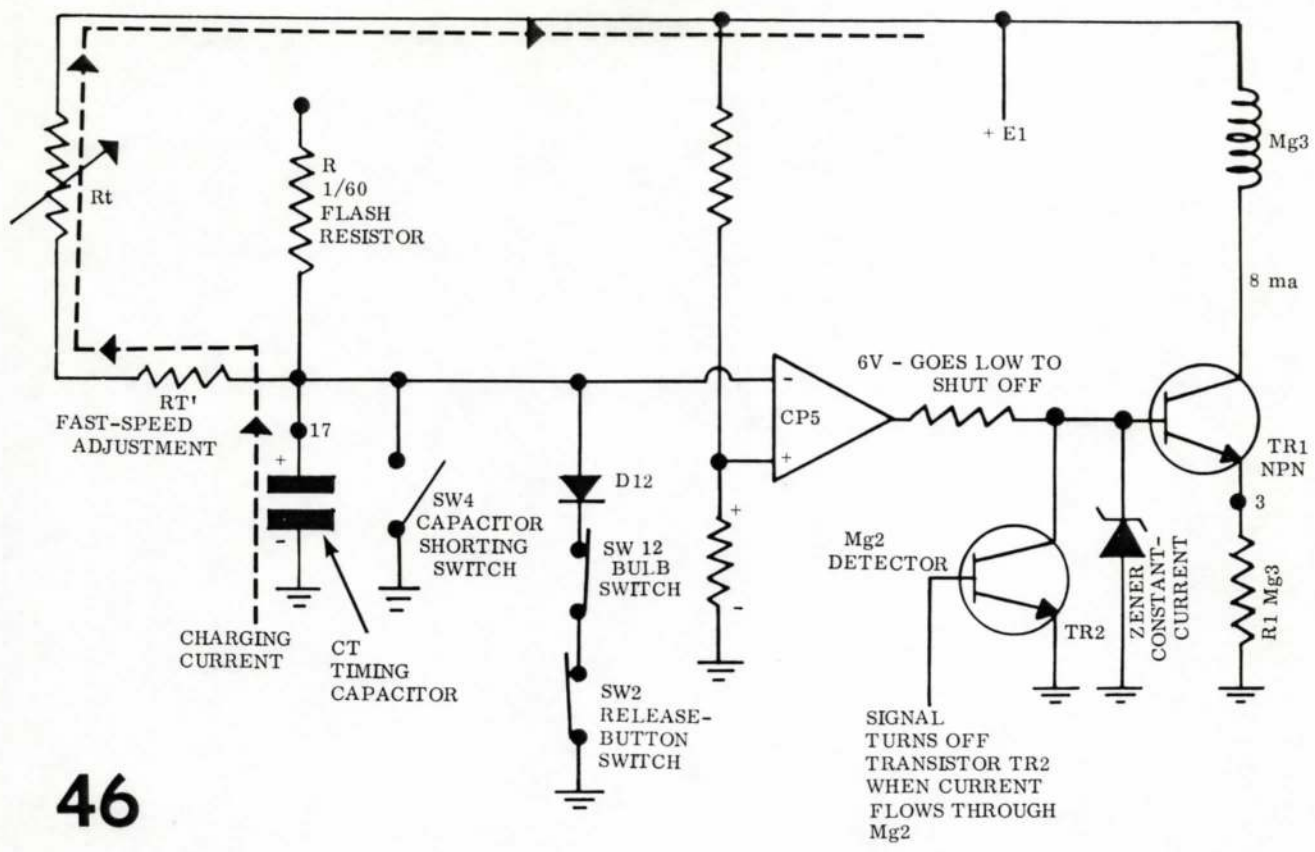 + E1
Mg3
R
1/60
FLASH
RESISTOR
Rt
8 ma
6V - GOES LOW TO
SHUT OFF
-
CP5
+
RT'
FAST-SPEED
ADJUSTMENT
17
+
-
SW4
CAPACITOR
SHORTING
SWITCH
D12
SW 12
BULB
SWITCH
+
-
Mg2
DETECTOR
TR2
ZENER
CONSTANT-
CURRENT
TR1
NPN
3
R1 Mg3
CHARGING
CURRENT
CT
TIMING
CAPACITOR
SW2
RELEASE-
BUTTON
SWITCH
SIGNAL
TURNS OFF
TRANSISTOR TR2
WHEN CURRENT
FLOWS THROUGH
Mg2
46